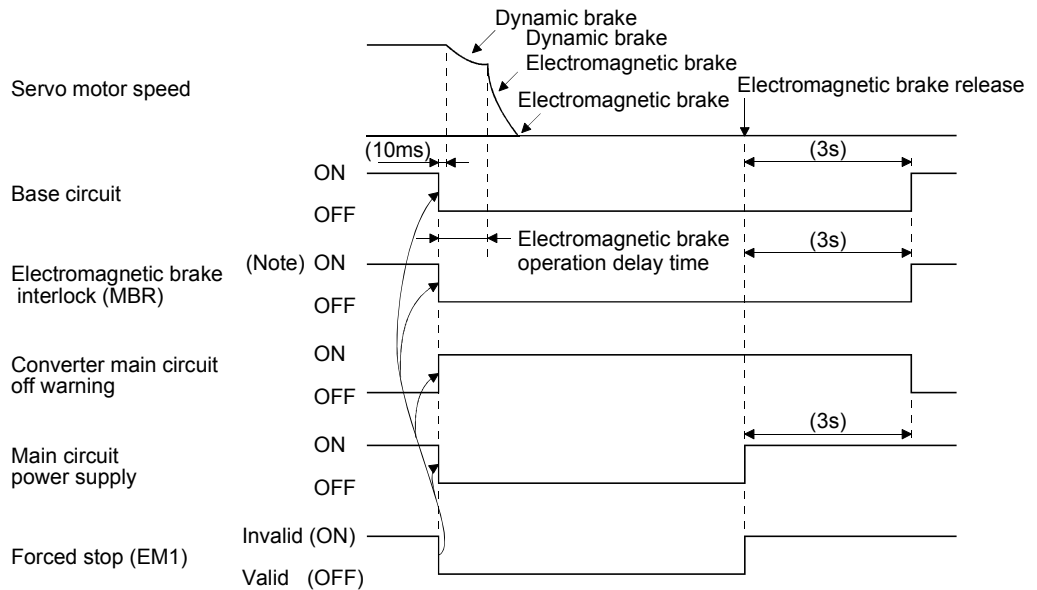 Dynamic brake
Dynamic brake
Electromagnetic brake
Servo motor speed
Electromagnetic brake
Electromagnetic brake release
(10ms)
(3s)
Base circuit
ON
OFF
Electromagnetic brake
operation delay time
(3s)
Electromagnetic brake
interlock (MBR)
(Note) ON
OFF
Converter main circuit
off warning
ON
OFF
(3s)
Main circuit
power supply
ON
OFF
Forced stop (EM1)
Invalid (ON)
Valid (OFF)